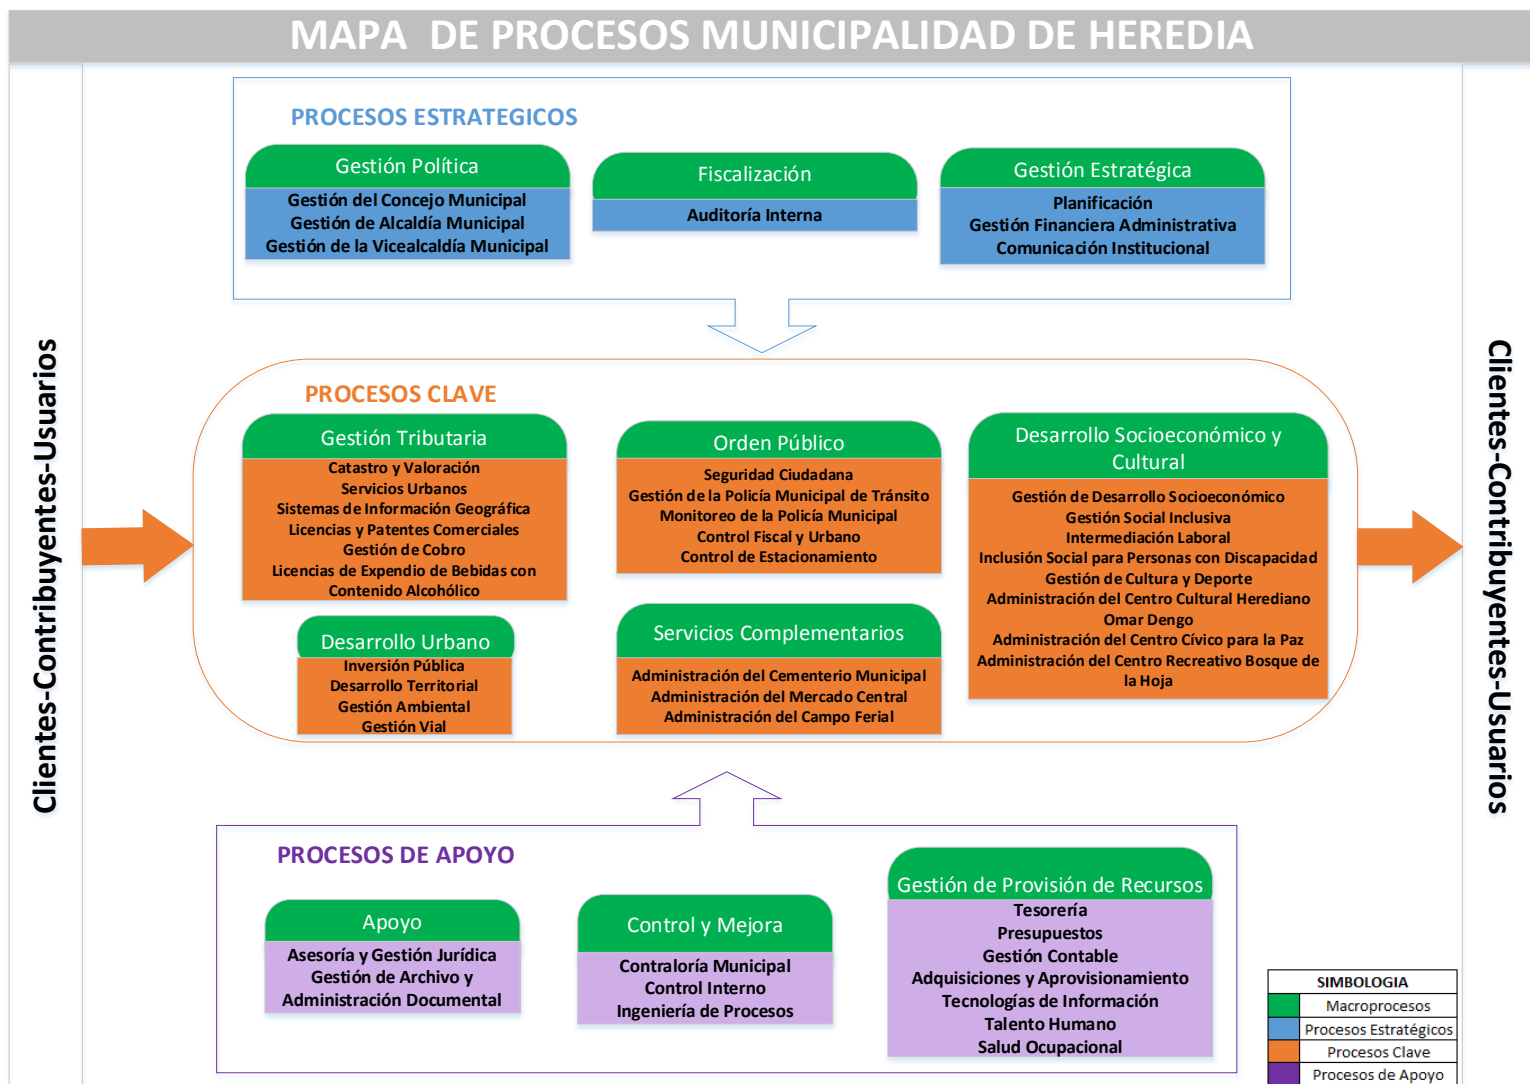 MAPA DE PROCESOS MUNICIPALIDAD DE HEREDIA
Clientes-Contribuyentes-Usuarios
PROCESOS ESTRATEGICOS
Gestión Política
Gestión del Concejo Municipal
Gestión de Alcaldía Municipal
Gestión de la Vicealcaldía Municipal
Fiscalización
Auditoría Interna
Gestión Estratégica
Planificación
Gestión Financiera Administrativa
Comunicación Institucional
PROCESOS CLAVE
Gestión Tributaria
Catastro y Valoración
Servicios Urbanos
Sistemas de Información Geográfica
Licencias y Patentes Comerciales
Gestión de Cobro
Licencias de Expendio de Bebidas con
Contenido Alcohólico
Orden Público
Seguridad Ciudadana
Gestión de la Policía Municipal de Tránsito
Monitoreo de la Policía Municipal
Control Fiscal y Urbano
Control de Estacionamiento
Desarrollo Socioeconómico y
Cultural
Gestión de Desarrollo Socioeconómico
Gestión Social Inclusiva
Intermediación Laboral
Inclusión Social para Personas con Discapacidad
Gestión de Cultura y Deporte
Administración del Centro Cultural Herediano
Omar Dengo
Administración del Centro Cívico para la Paz
Administración del Centro Recreativo Bosque de
la Hoja
Desarrollo Urbano
Inversión Pública
Desarrollo Territorial
Gestión Ambiental
Gestión Vial
Servicios Complementarios
Administración del Cementerio Municipal
Administración del Mercado Central
Administración del Campo Ferial
PROCESOS DE APOYO
Apoyo
Asesoría y Gestión Jurídica
Gestión de Archivo y
Administración Documental
Control y Mejora
Contraloría Municipal
Control Interno
Ingeniería de Procesos
Gestión de Provisión de Recursos
Tesorería
Presupuestos
Gestión Contable
Adquisiciones y Aprovisionamiento
Tecnologías de Información
Talento Humano
Salud Ocupacional
Clientes-Contribuyentes-Usuarios
SIMBOLOGIA
Macroprocesos
Procesos Estratégicos
Procesos Clave
Procesos de Apoyo